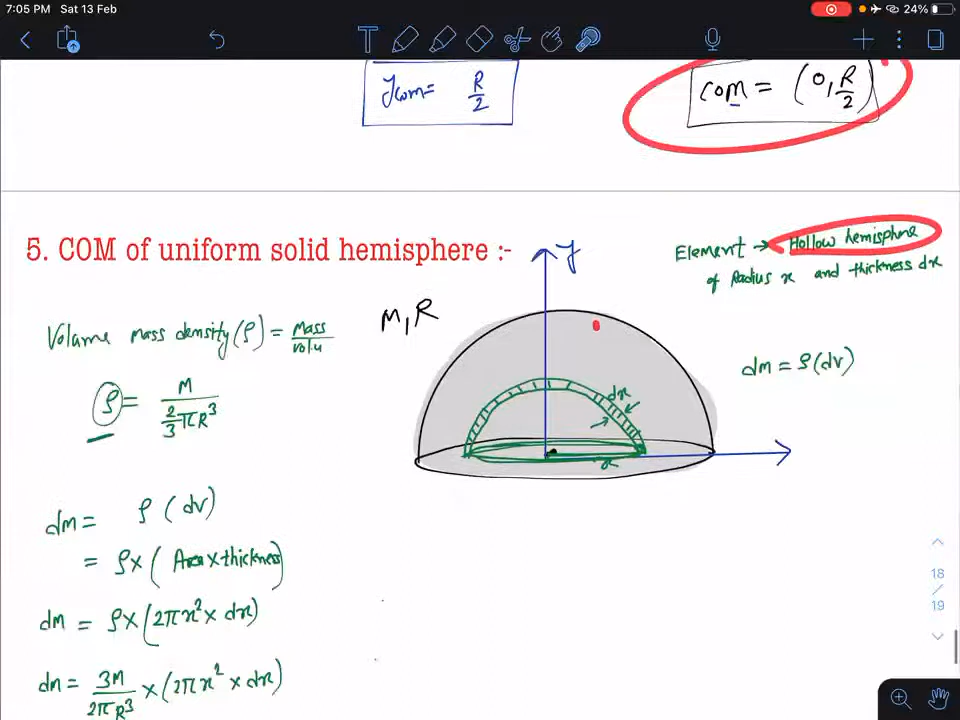 7:05 PM Sat 13 Feb
24%
Ycom = R/2
COM = (0, R/2)
5. COM of uniform solid hemisphere :-
y
Element → Hollow hemisphere
of Radius x and thickness dx
M, R
Volume mass density (ρ) = Mass/volu
ρ = M / (2/3 πR³)
dx
x
dm = ρ(dv)
dm = ρ (dv)
= ρ × (Area × thickness)
dm = ρ × (2πx² × dx)
dm = 3M/2πR³ × (2πx² × dx)
18
/
19